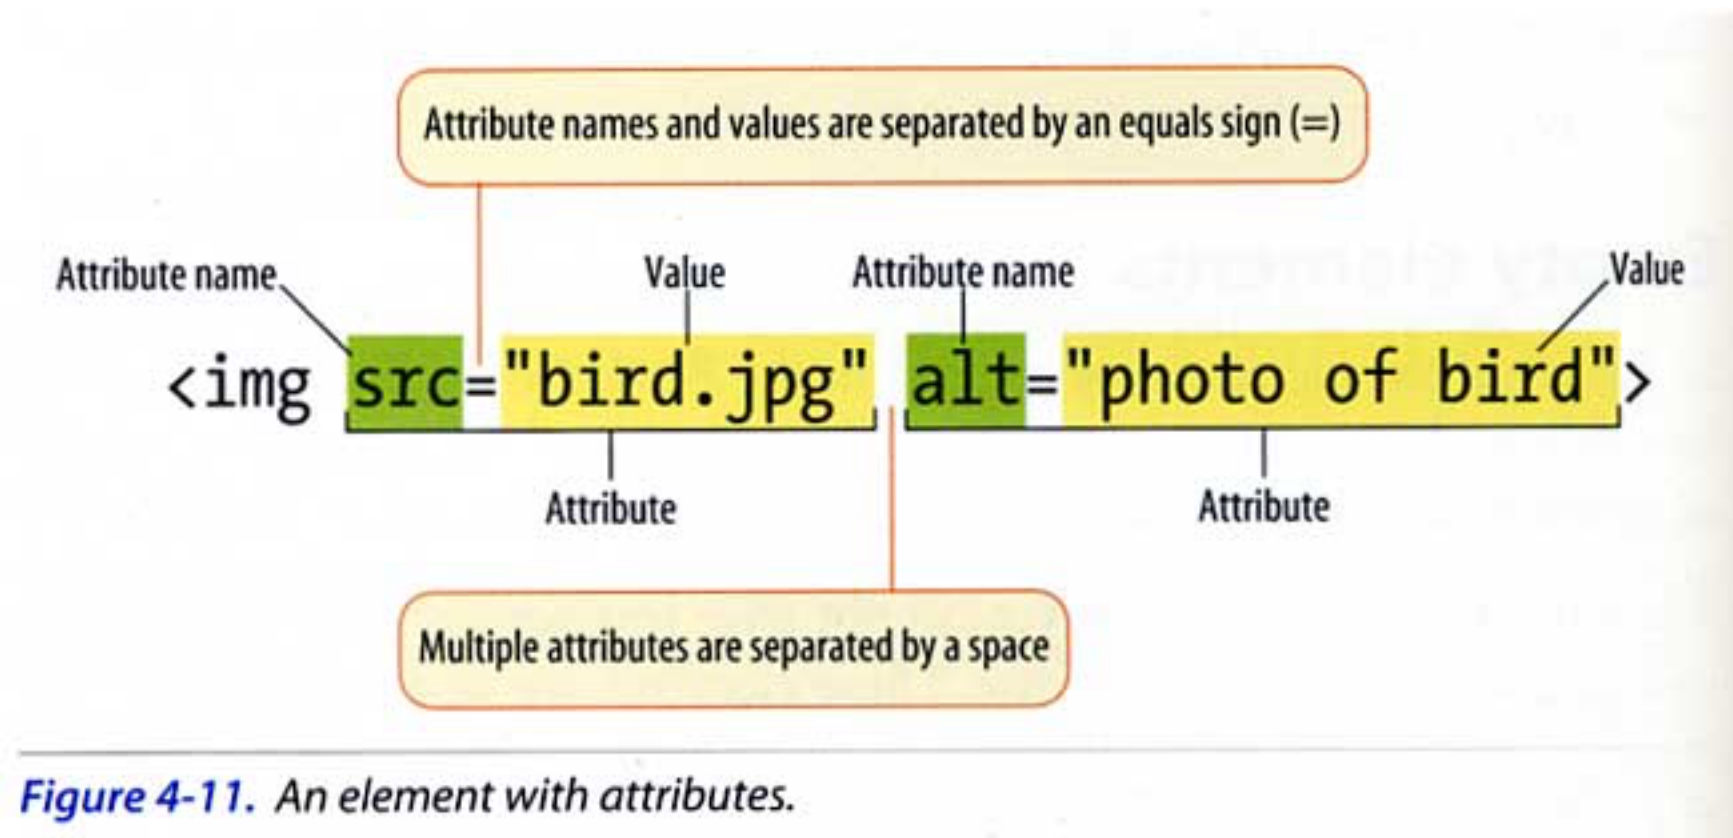 Attribute names and values are separated by an equals sign (=)
Attribute name Value Attribute name Value
<img src="bird.jpg" alt="photo of bird">
Attribute Attribute
Multiple attributes are separated by a space
Figure 4-11. An element with attributes.